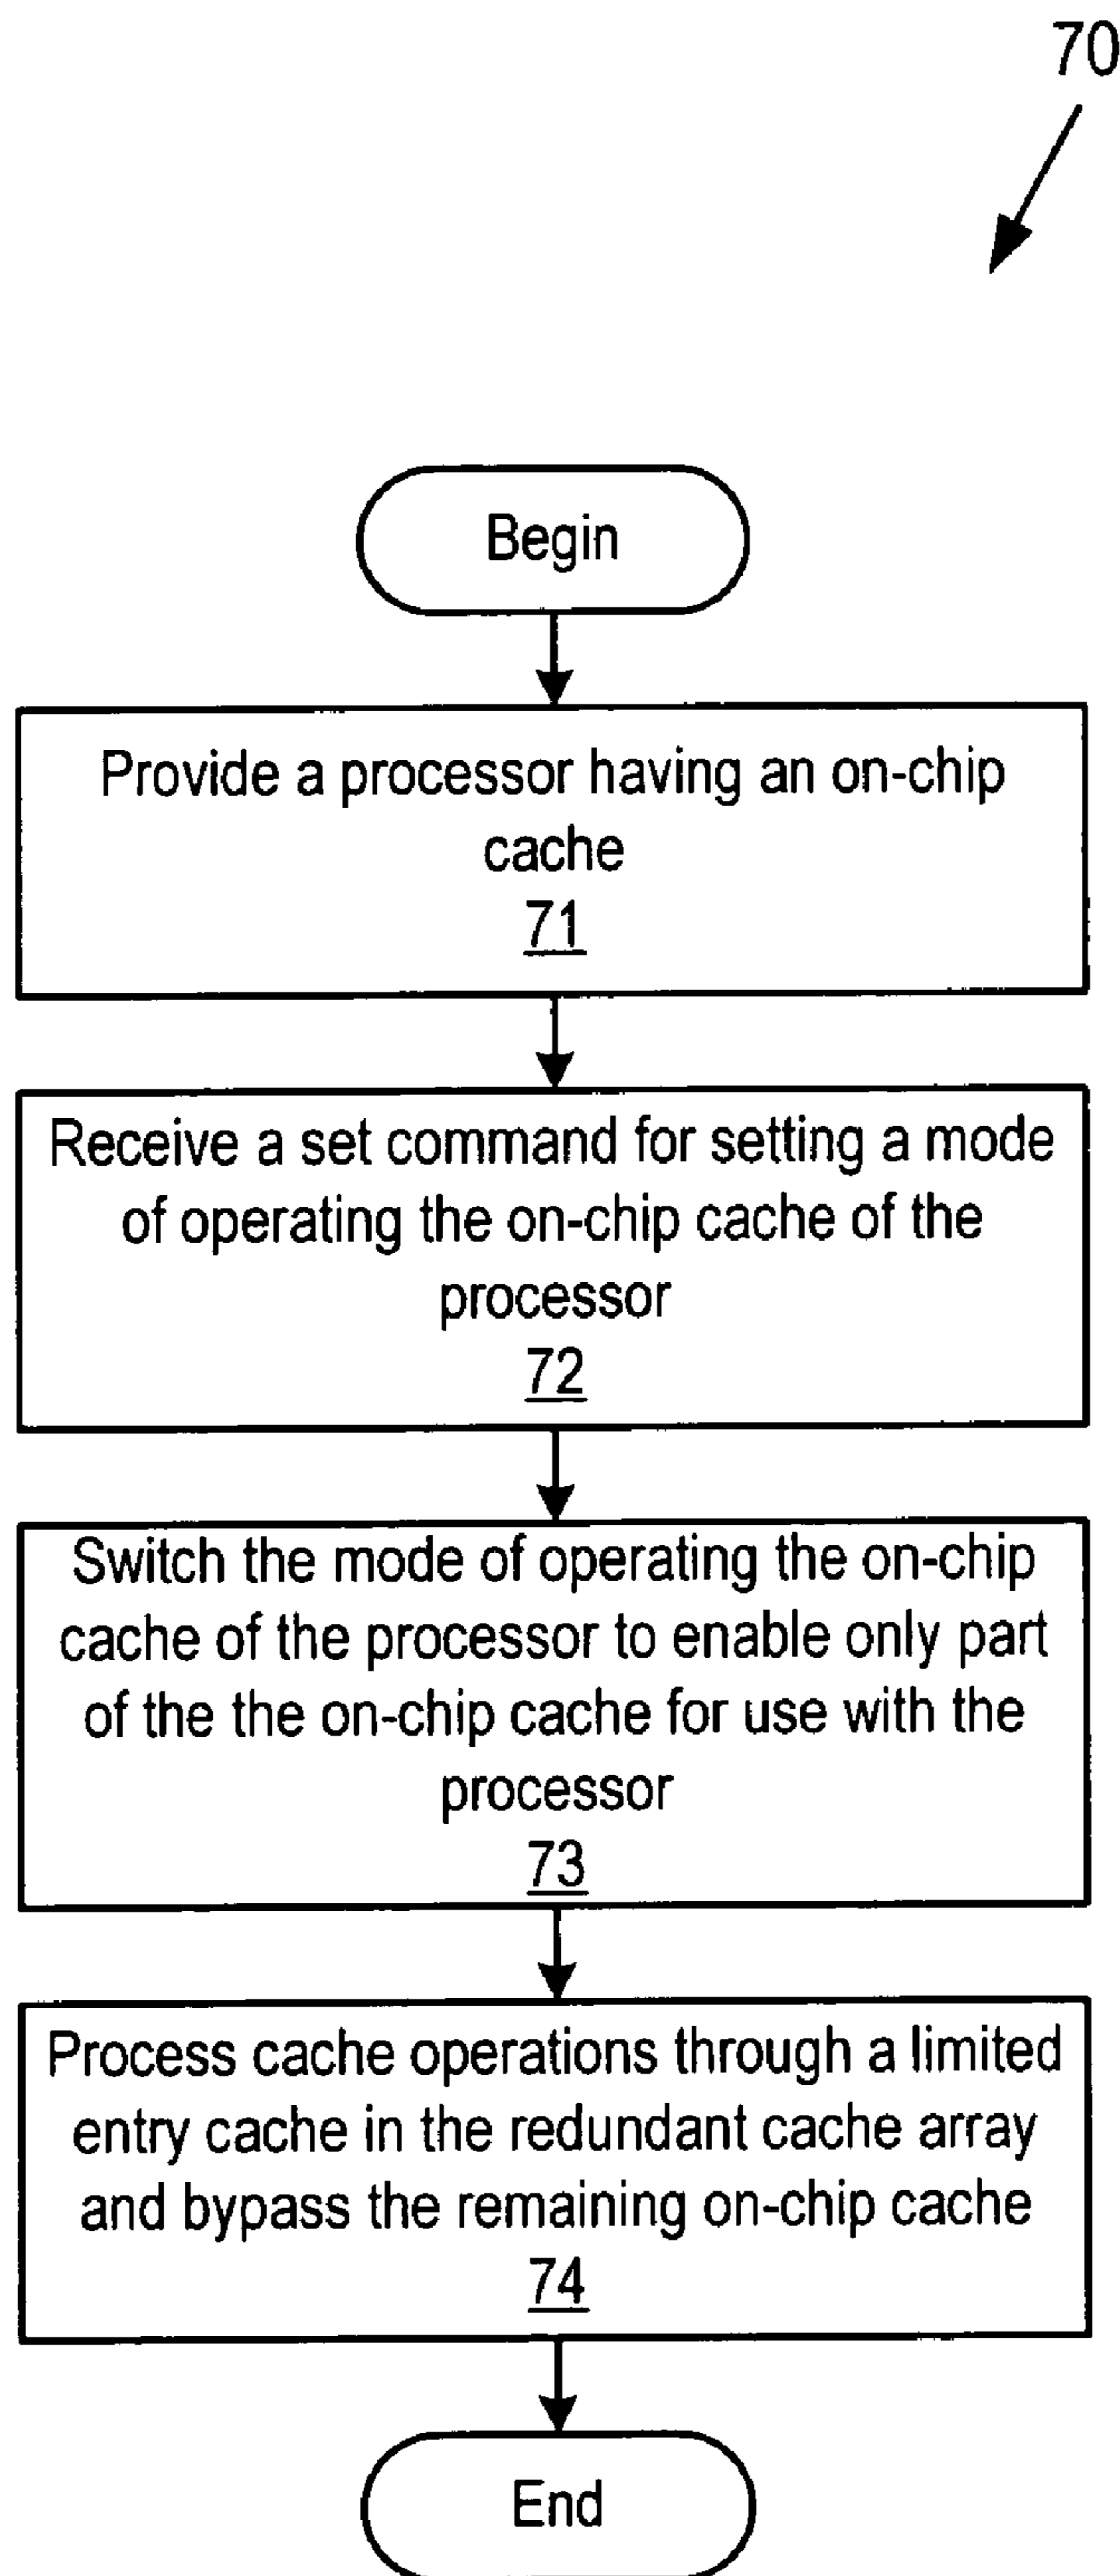 70
Begin
Provide a processor having an on-chip
cache
71
Receive a set command for setting a mode
of operating the on-chip cache of the
processor
72
Switch the mode of operating the on-chip
cache of the processor to enable only part
of the the on-chip cache for use with the
processor
73
Process cache operations through a limited
entry cache in the redundant cache array
and bypass the remaining on-chip cache
74
End